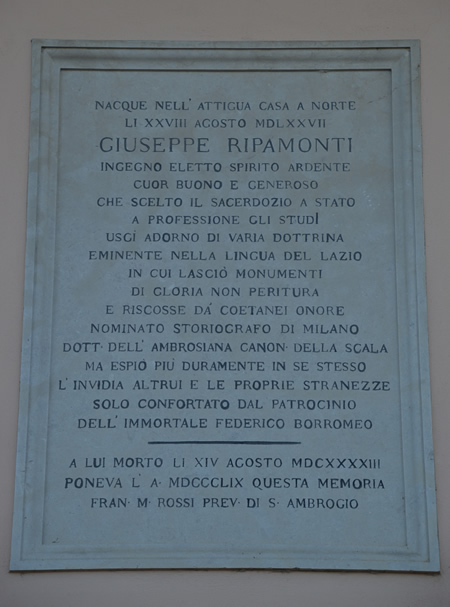 NACQUE NELL' ATTIGUA CASA A NORTE
LI XXVIII AGOSTO MDLXXVII
GIUSEPPE RIPAMONTI
INGEGNO ELETTO SPIRITO ARDENTE
CUOR BUONO E GENEROSO
CHE SCELTO IL SACERDOZIO A STATO
A PROFESSIONE GLI STUDÎ
USCÌ ADORNO DI VARIA DOTTRINA
EMINENTE NELLA LINGUA DEL LAZIO
IN CUI LASCIÒ MONUMENTI
DI GLORIA NON PERITURA
E RISCOSSE DA' COETANEI ONORE
NOMINATO STORIOGRAFO DI MILANO
DOTT· DELL' AMBROSIANA CANON· DELLA SCALA
MA ESPIÒ PIÙ DURAMENTE IN SE STESSO
L' INVIDIA ALTRUI E LE PROPRIE STRANEZZE
SOLO CONFORTATO DAL PATROCINIO
DELL' IMMORTALE FEDERICO BORROMEO
A LUI MORTO LI XIV AGOSTO MDCXXXXIII
PONEVA L' A· MDCCCLIX QUESTA MEMORIA
FRAN· M· ROSSI PREV· DI S· AMBROGIO